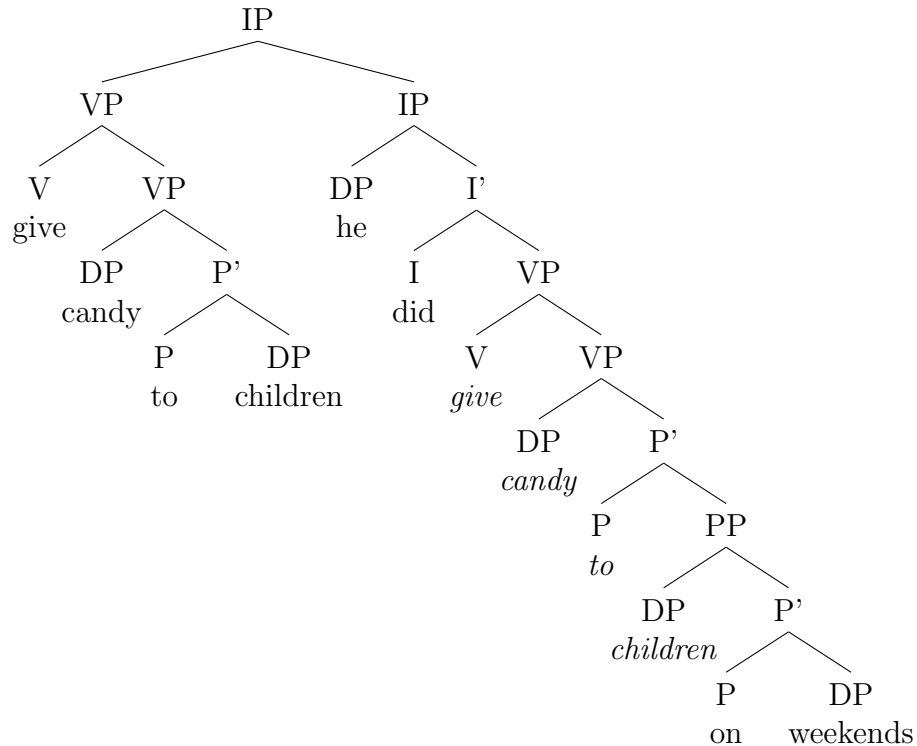 IP
VP IP
V VP DP I'
give he
DP P' I VP
candy did
P DP V VP
to children give
DP P'
candy
P PP
to
DP P'
children
P DP
on weekends